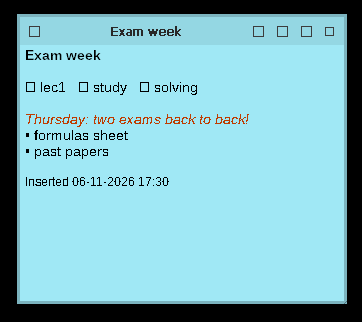 Exam week
Exam week
☐ lec1 ☐ study ☐ solving
Thursday: two exams back to back!
▪ formulas sheet
▪ past papers
Inserted 06-11-2026 17:30